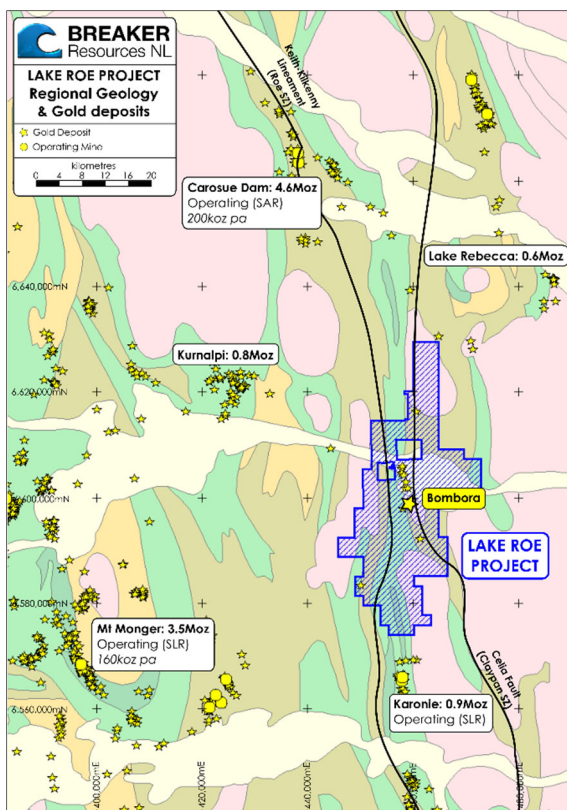 BREAKER
Resources NL
LAKE ROE PROJECT
Regional Geology
& Gold deposits
Gold Deposit
Operating Mine
kilometres
0 4 8 12 16 20
Keith-Kilkenny
Lineament
(Roe SZ)
Carosue Dam: 4.6Moz
Operating (SAR)
200koz pa
Lake Rebecca: 0.6Moz
6,640,000mN
Kurnalpi: 0.8Moz
6,620,000mN
Bombora
6,600,000mN
LAKE ROE
PROJECT
6,580,000mN
Mt Monger: 3.5Moz
Operating (SLR)
160koz pa
Celia Fault
(Claypan SZ)
Karonie: 0.9Moz
Operating (SLR)
6,560,000mN
400,000mE
420,000mE
440,000mE